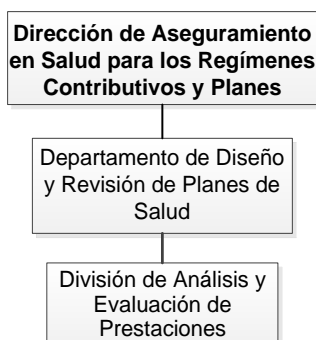 Dirección de Aseguramiento
en Salud para los Regímenes
Contributivos y Planes
Departamento de Diseño
y Revisión de Planes de
Salud
División de Análisis y
Evaluación de
Prestaciones